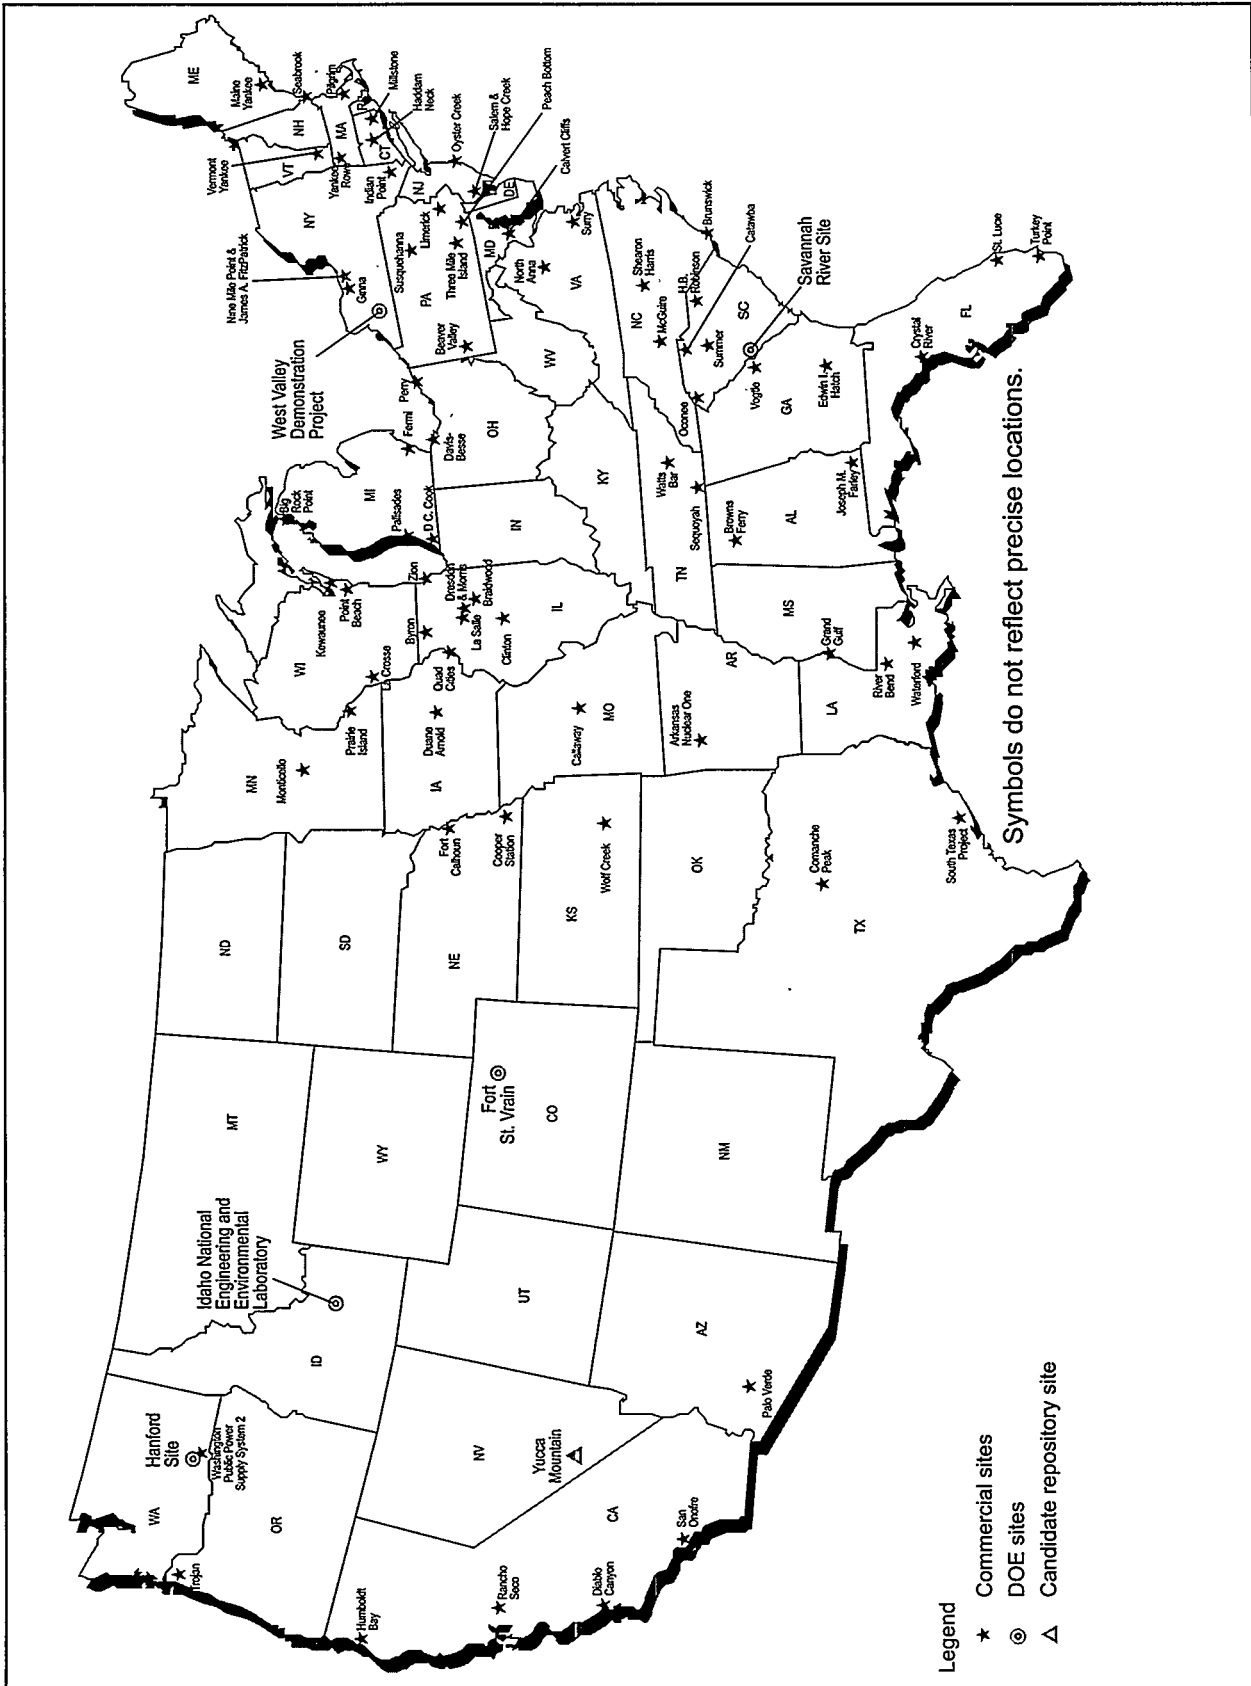 WA
Hanford
Site
Washington
Public Power
Supply System 2
Trojan
OR
Humboldt
Bay
Rancho
Seco
Diablo
Canyon
San
Onofre
CA
NV
Yucca
Mountain
ID
Idaho National
Engineering and
Environmental
Laboratory
MT
WY
UT
AZ
Palo Verde
CO
Fort
St. Vrain
NM
ND
SD
NE
Fort
Calhoun
Cooper
Station
KS
Wolf Creek
OK
TX
Comanche
Peak
South Texas
Project
MN
Monticello
Prairie
Island
IA
Duane
Arnold
MO
Callaway
AR
Arkansas
Nuclear One
LA
River
Bend
Waterford
WI
Kewaunee
Point
Beach
La Crosse
IL
Zion
Byron
Quad
Cities
Dresden
& Morris
La Salle
Braidwood
Clinton
MI
Big
Rock
Point
Palisades
D C. Cook
Fermi
IN
OH
Davis-
Besse
Perry
KY
TN
Watts
Bar
Sequoyah
MS
Grand
Gulf
AL
Browns
Ferry
Joseph M.
Farley
GA
Edwin I.
Hatch
Vogtle
FL
Crystal
River
St. Lucie
Turkey
Point
SC
Oconee
Summer
H.B.
Robinson
Catawba
Savannah
River Site
NC
McGuire
Shearon
Harris
Brunswick
VA
North
Anna
Surry
WV
MD
Calvert Cliffs
DE
PA
Beaver
Valley
Susquehanna
Three Mile
Island
Limerick
Peach Bottom
NJ
Salem &
Hope Creek
Oyster Creek
NY
West Valley
Demonstration
Project
Ginna
Nine Mile Point &
James A. FitzPatrick
Indian
Point
CT
Haddam
Neck
Millstone
RI
MA
Yankee
Rowe
Pilgrim
VT
Vermont
Yankee
NH
Seabrook
ME
Maine
Yankee
Symbols do not reflect precise locations.
Legend
Commercial sites
DOE sites
Candidate repository site